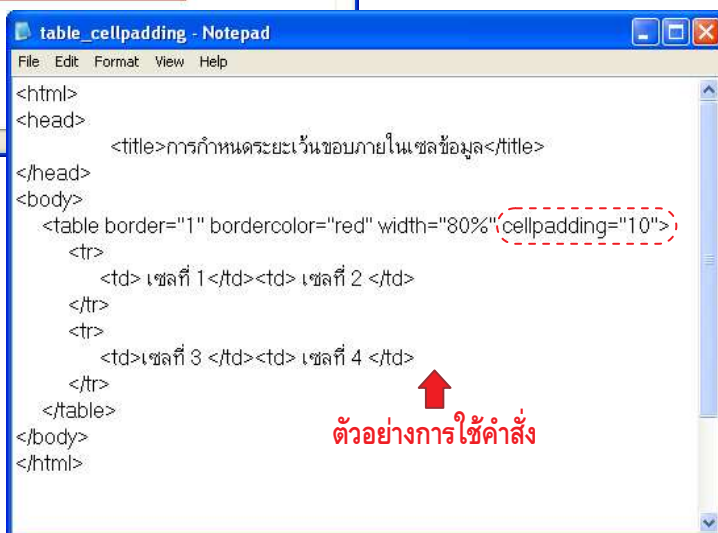 table_cellpadding - Notepad
File Edit Format View Help
<html>
<head>
<title>การกำหนดระยะเว้นขอบภายในเซลข้อมูล</title>
</head>
<body>
<table border="1" bordercolor="red" width="80%" cellpadding="10">
<tr>
<td> เซลที่ 1</td><td> เซลที่ 2 </td>
</tr>
<tr>
<td>เซลที่ 3 </td><td> เซลที่ 4 </td>
</tr>
</table>
ตัวอย่างการใช้คำสั่ง
</body>
</html>